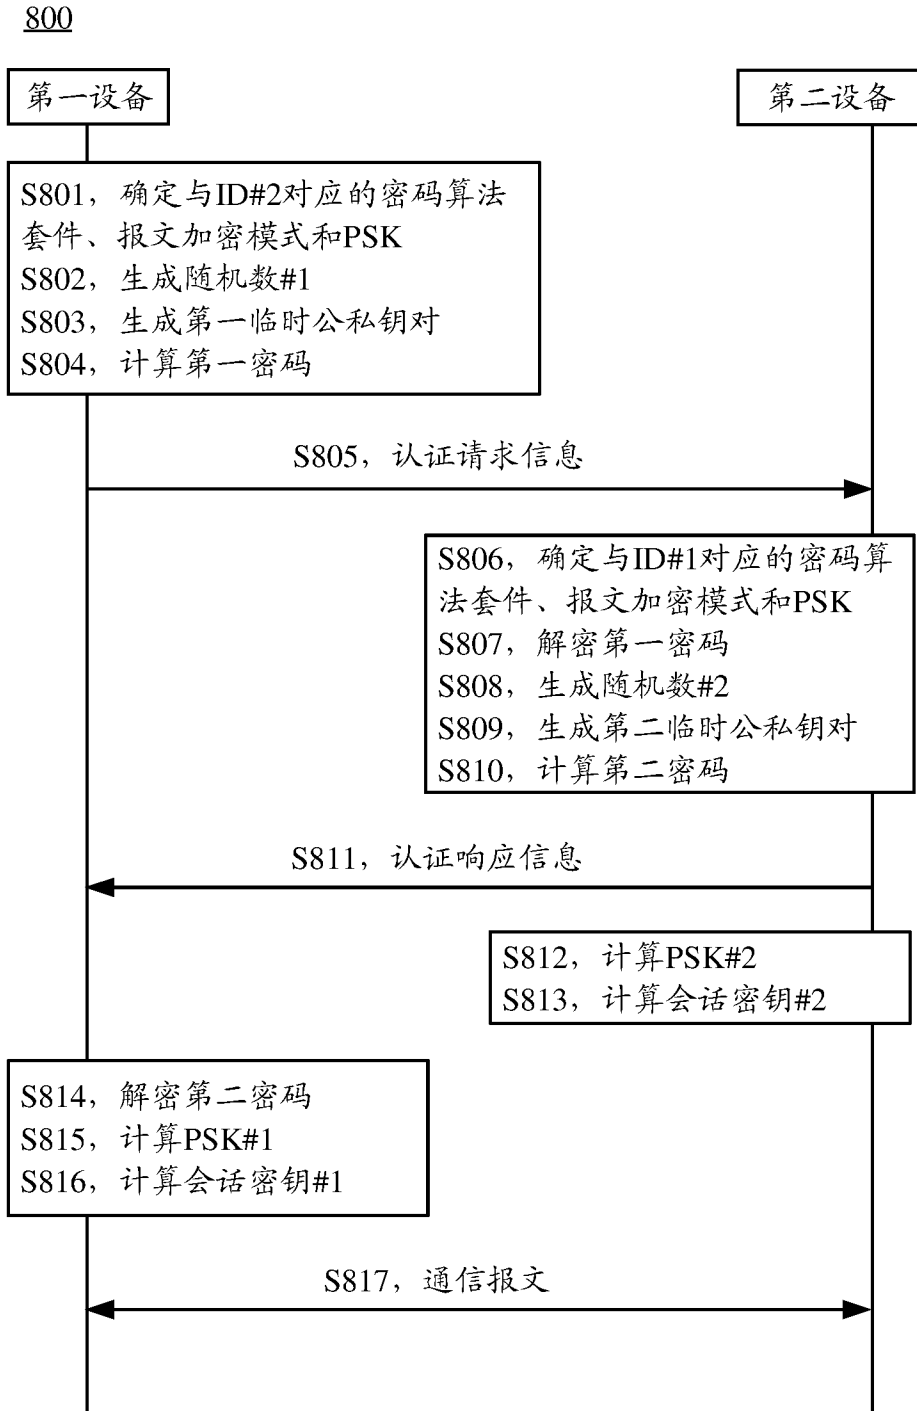 800
第一设备
第二设备
S801，确定与ID#2对应的密码算法
套件、报文加密模式和PSK
S802，生成随机数#1
S803，生成第一临时公私钥对
S804，计算第一密码
S805，认证请求信息
S806，确定与ID#1对应的密码算
法套件、报文加密模式和PSK
S807，解密第一密码
S808，生成随机数#2
S809，生成第二临时公私钥对
S810，计算第二密码
S811，认证响应信息
S812，计算PSK#2
S813，计算会话密钥#2
S814，解密第二密码
S815，计算PSK#1
S816，计算会话密钥#1
S817，通信报文